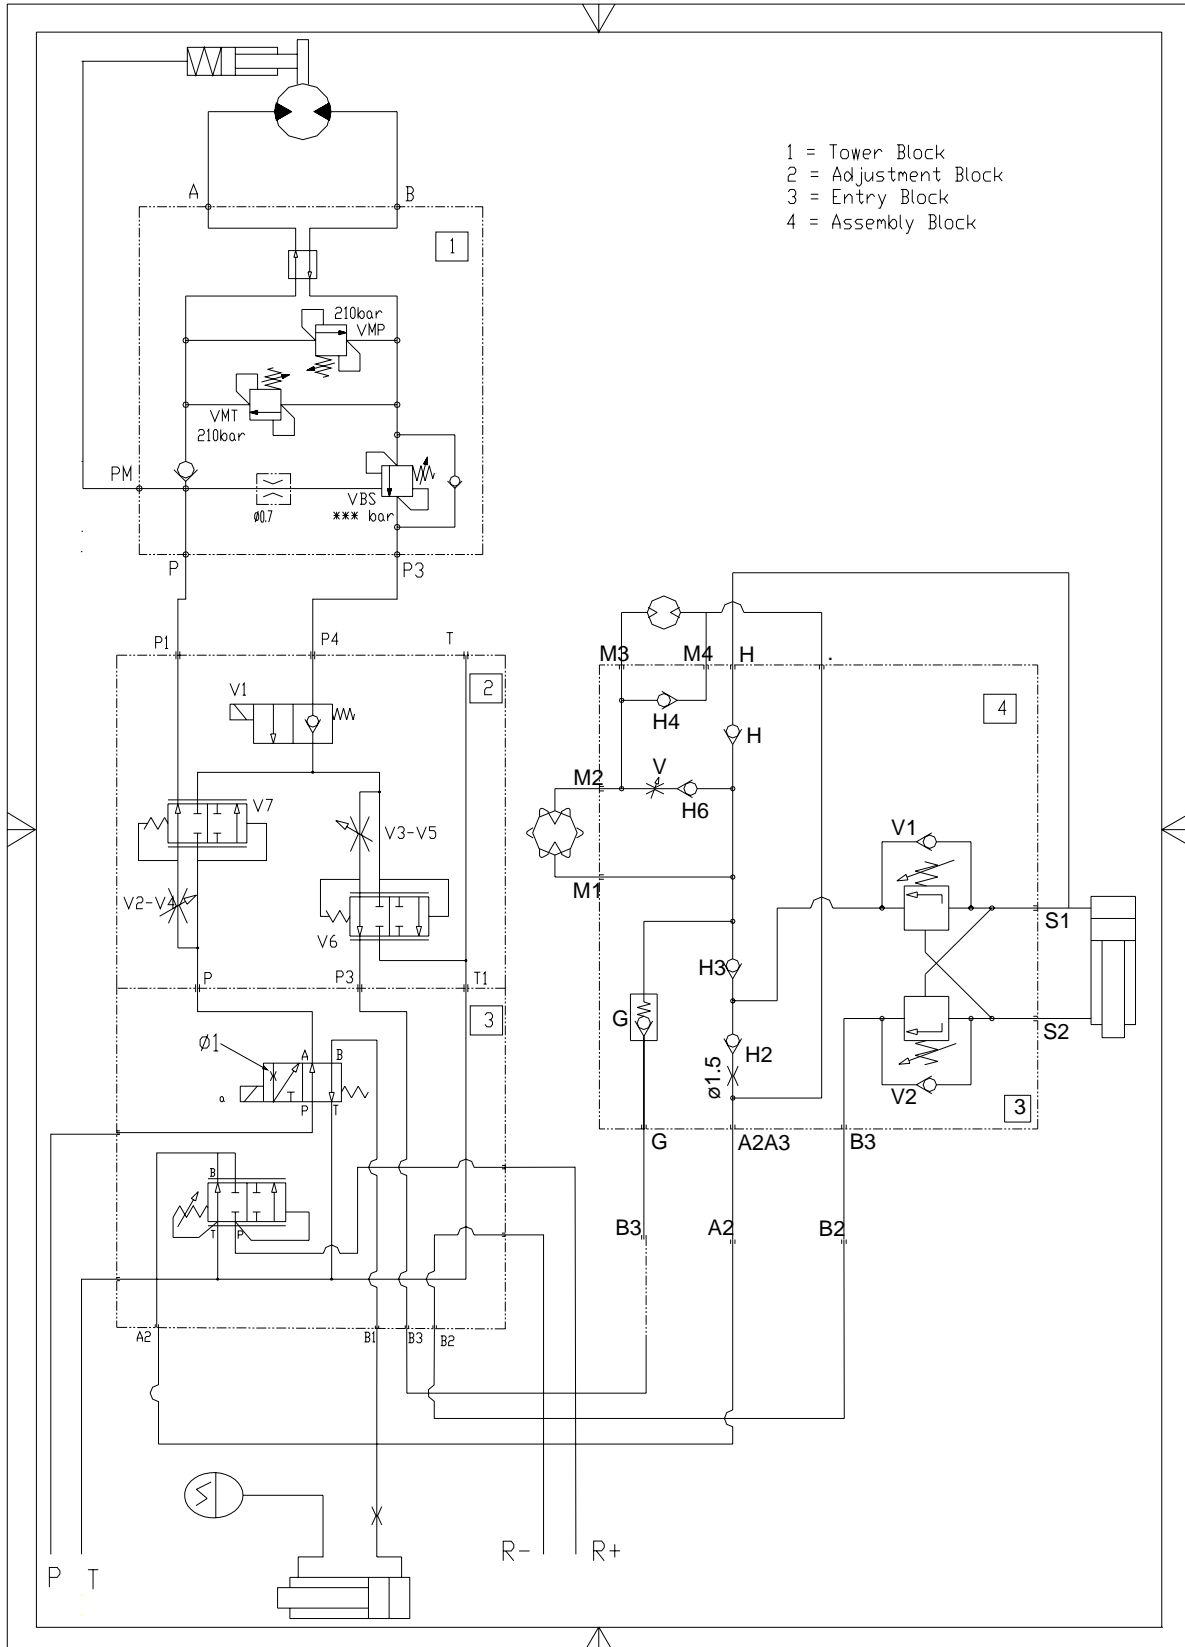 1 = Tower Block
2 = Adjustment Block
3 = Entry Block
4 = Assembly Block
A
B
1
210bar
VMP
VMT
210bar
PM
VBS
*** bar
ø0.7
P
P3
P1
P4
T
2
V1
V7
V3-V5
V2-V4
V6
P
P3
T1
3
Ø1
A
B
T
a
P
T
B
T
P
A2
B1
B3
B2
M3
M4
H
.
4
H4
H
M2
V
H6
V1
M1
S1
H3
G
H2
ø1.5
S2
V2
3
G
A2A3
B3
B3
A2
B2
R-
R+
P
T